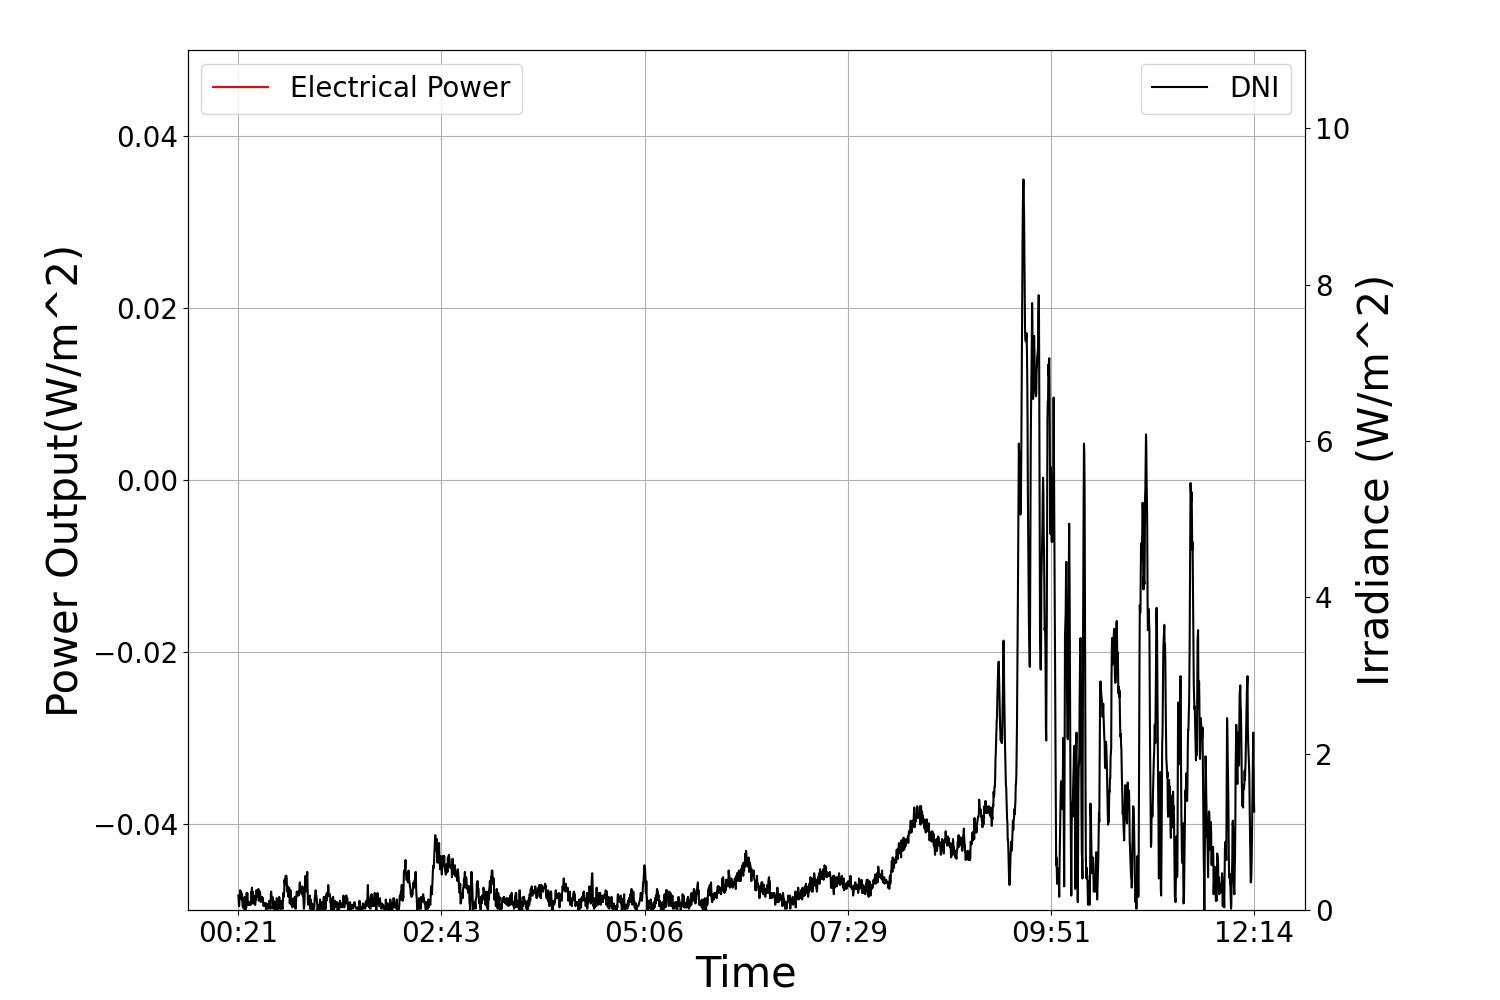 Electrical Power
DNI
Power Output(W/m^2)
0.04
0.02
0.00
−0.02
−0.04
10
8
6
4
2
0
Irradiance (W/m^2)
00:21 02:43 05:06 07:29 09:51 12:14
Time